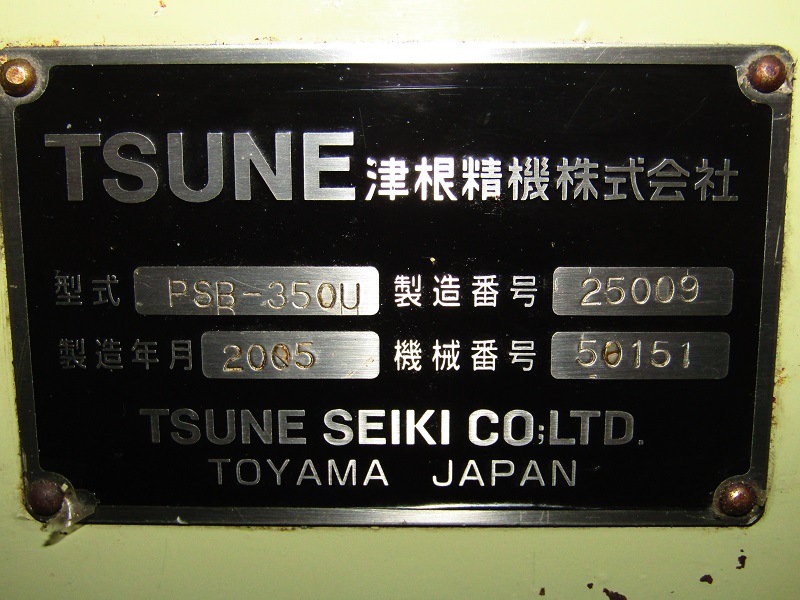 TSUNE 津根精機株式会社
型式 PSB-350U 製造番号 25009
製造年月 2005 機械番号 50151
TSUNE SEIKI CO;LTD.
TOYAMA JAPAN